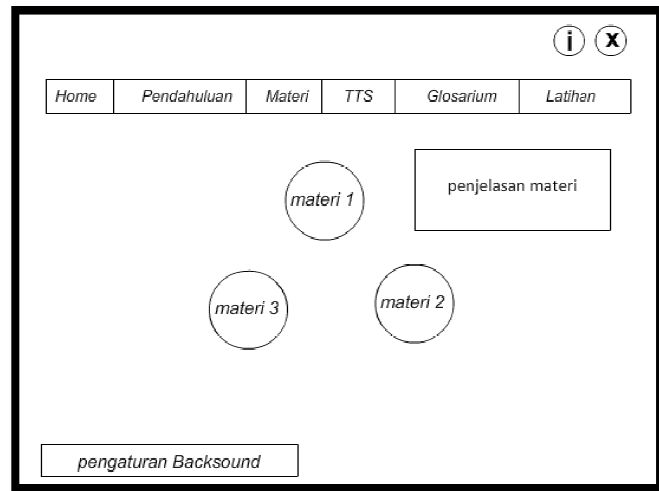 i X
Home Pendahuluan Materi TTS Glosarium Latihan
materi 1
penjelasan materi
materi 3
materi 2
pengaturan Backsound